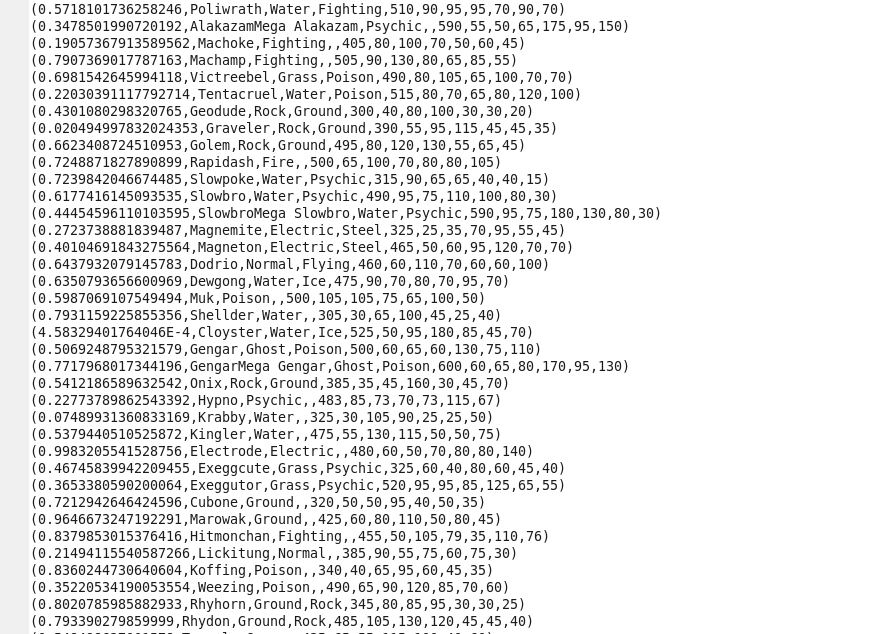 (0.5718101736258246,Poliwrath,Water,Fighting,510,90,95,95,70,90,70)
(0.3478501990720192,AlakazamMega Alakazam,Psychic,,590,55,50,65,175,95,150)
(0.19057367913589562,Machoke,Fighting,,405,80,100,70,50,60,45)
(0.7907369017787163,Machamp,Fighting,,505,90,130,80,65,85,55)
(0.6981542645994118,Victreebel,Grass,Poison,490,80,105,65,100,70,70)
(0.22030391117792714,Tentacruel,Water,Poison,515,80,70,65,80,120,100)
(0.4301080298320765,Geodude,Rock,Ground,300,40,80,100,30,30,20)
(0.020494997832024353,Graveler,Rock,Ground,390,55,95,115,45,45,35)
(0.6623408724510953,Golem,Rock,Ground,495,80,120,130,55,65,45)
(0.7248871827890899,Rapidash,Fire,,500,65,100,70,80,80,105)
(0.7239842046674485,Slowpoke,Water,Psychic,315,90,65,65,40,40,15)
(0.6177416145093535,Slowbro,Water,Psychic,490,95,75,110,100,80,30)
(0.44454596110103595,SlowbroMega Slowbro,Water,Psychic,590,95,75,180,130,80,30)
(0.2723738881839487,Magnemite,Electric,Steel,325,25,35,70,95,55,45)
(0.40104691843275564,Magneton,Electric,Steel,465,50,60,95,120,70,70)
(0.6437932079145783,Dodrio,Normal,Flying,460,60,110,70,60,60,100)
(0.6350793656600969,Dewgong,Water,Ice,475,90,70,80,70,95,70)
(0.5987069107549494,Muk,Poison,,500,105,105,75,65,100,50)
(0.7931159225855356,Shellder,Water,,305,30,65,100,45,25,40)
(4.58329401764046E-4,Cloyster,Water,Ice,525,50,95,180,85,45,70)
(0.5069248795321579,Gengar,Ghost,Poison,500,60,65,60,130,75,110)
(0.7717968017344196,GengarMega Gengar,Ghost,Poison,600,60,65,80,170,95,130)
(0.5412186589632542,Onix,Rock,Ground,385,35,45,160,30,45,70)
(0.22773789862543392,Hypno,Psychic,,483,85,73,70,73,115,67)
(0.07489931360833169,Krabby,Water,,325,30,105,90,25,25,50)
(0.5379440510525872,Kingler,Water,,475,55,130,115,50,50,75)
(0.9983205541528756,Electrode,Electric,,480,60,50,70,80,80,140)
(0.46745839942209455,Exeggcute,Grass,Psychic,325,60,40,80,60,45,40)
(0.3653380590200064,Exeggutor,Grass,Psychic,520,95,95,85,125,65,55)
(0.7212942646424596,Cubone,Ground,,320,50,50,95,40,50,35)
(0.9646673247192291,Marowak,Ground,,425,60,80,110,50,80,45)
(0.8379853015376416,Hitmonchan,Fighting,,455,50,105,79,35,110,76)
(0.21494115540587266,Lickitung,Normal,,385,90,55,75,60,75,30)
(0.8360244730640604,Koffing,Poison,,340,40,65,95,60,45,35)
(0.35220534190053554,Weezing,Poison,,490,65,90,120,85,70,60)
(0.8020785985882933,Rhyhorn,Ground,Rock,345,80,85,95,30,30,25)
(0.793390279859999,Rhydon,Ground,Rock,485,105,130,120,45,45,40)